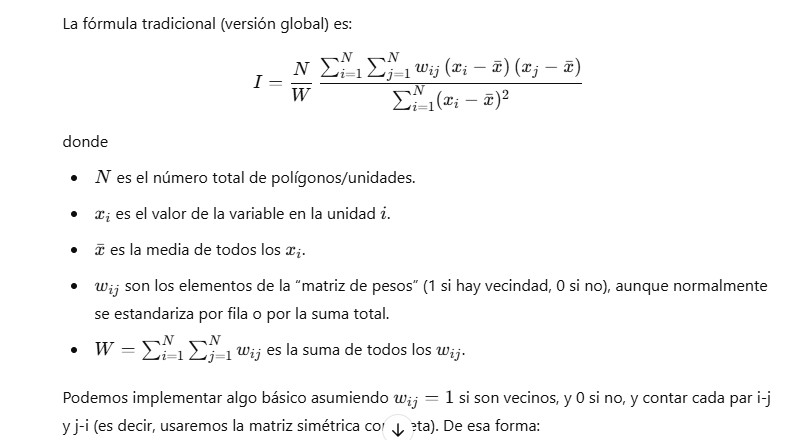 La fórmula tradicional (versión global) es:
I = \frac{N}{W} \frac{\sum_{i=1}^{N} \sum_{j=1}^{N} w_{ij} (x_i - \bar{x}) (x_j - \bar{x})}{\sum_{i=1}^{N} (x_i - \bar{x})^2}
donde
• N es el número total de polígonos/unidades.
• x_i es el valor de la variable en la unidad i.
• \bar{x} es la media de todos los x_i.
• w_{ij} son los elementos de la “matriz de pesos” (1 si hay vecindad, 0 si no), aunque normalmente
se estandariza por fila o por la suma total.
• W = \sum_{i=1}^{N} \sum_{j=1}^{N} w_{ij} es la suma de todos los w_{ij}.
Podemos implementar algo básico asumiendo w_{ij} = 1 si son vecinos, y 0 si no, y contar cada par i-j
y j-i (es decir, usaremos la matriz simétrica De esa forma: